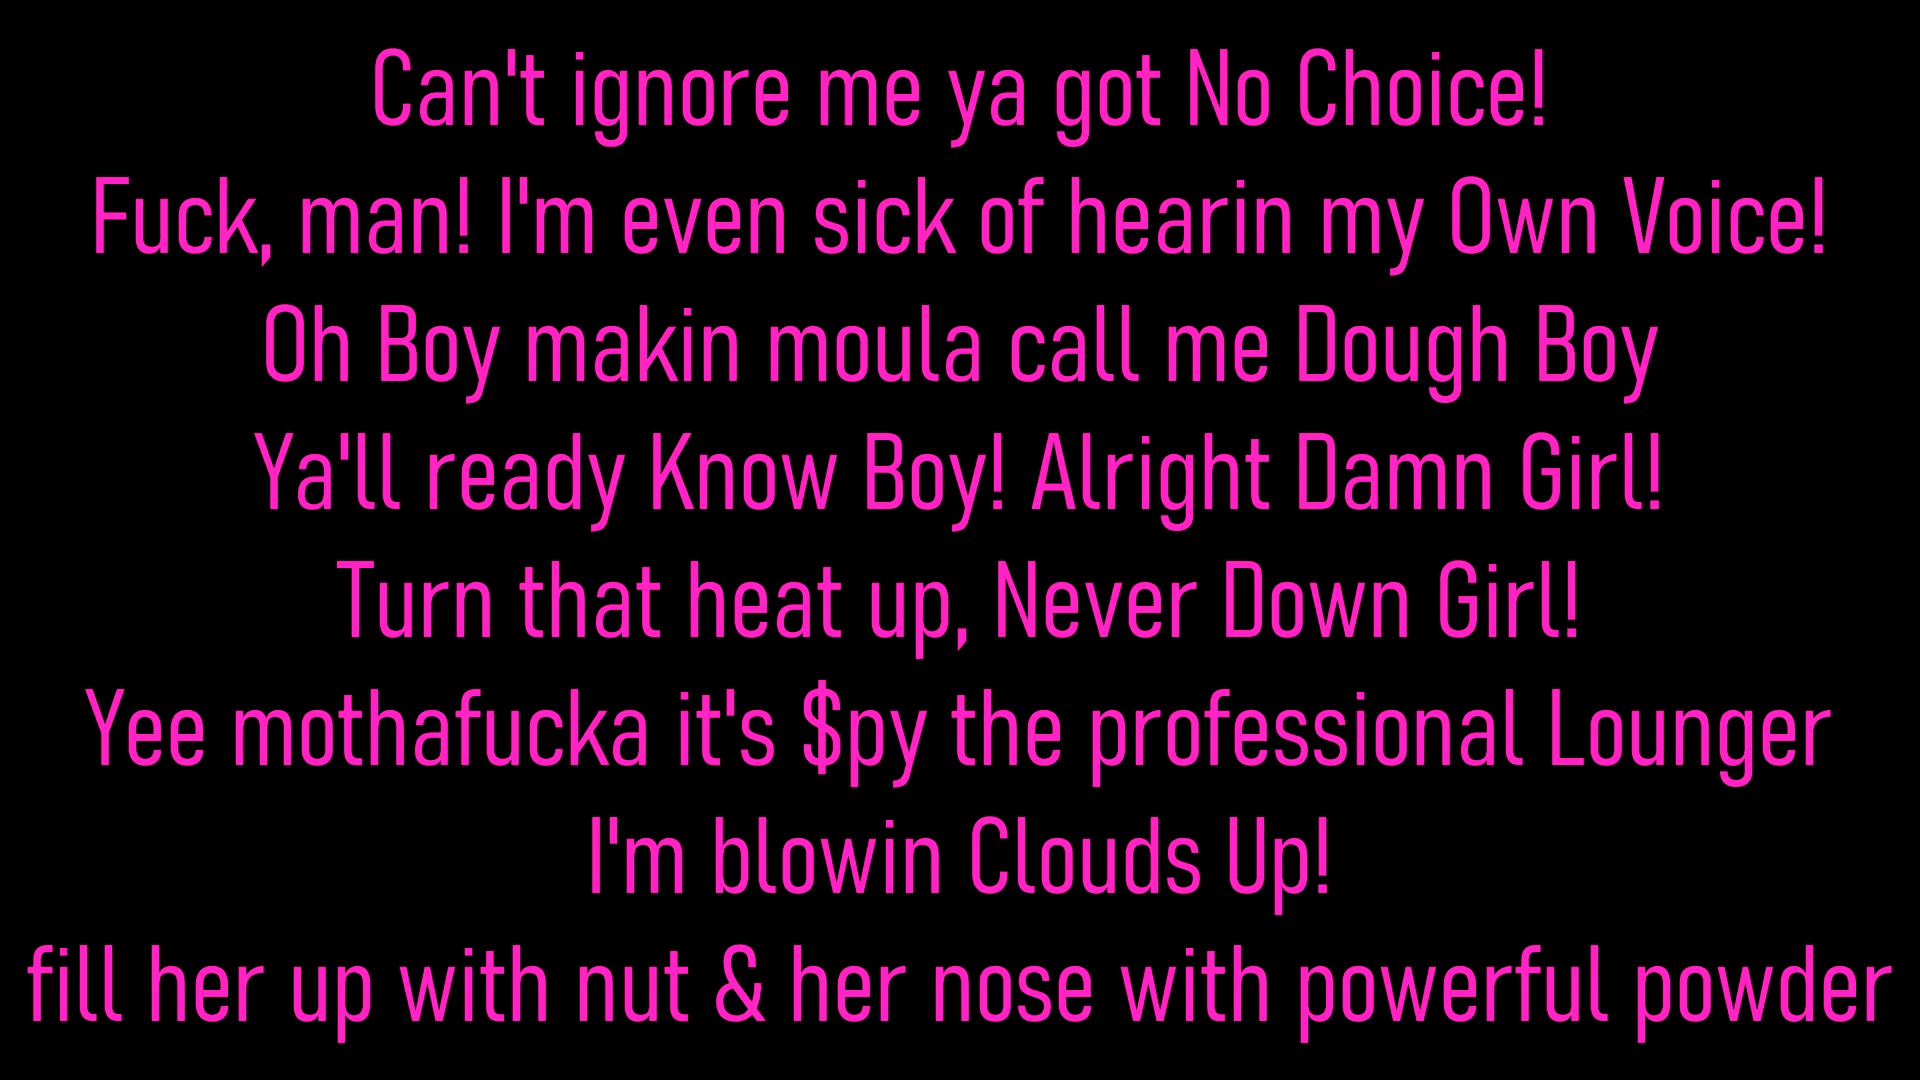 Can't ignore me ya got No Choice!
Fuck, man! I'm even sick of hearin my Own Voice!
Oh Boy makin moula call me Dough Boy
Ya'll ready Know Boy! Alright Damn Girl!
Turn that heat up, Never Down Girl!
Yee mothafucka it's $py the professional Lounger
I'm blowin Clouds Up!
fill her up with nut & her nose with powerful powder